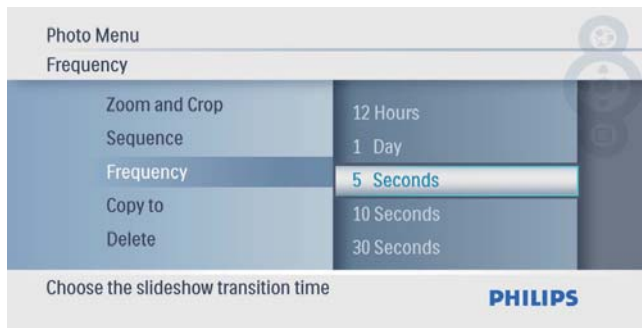 Photo Menu
Frequency
Zoom and Crop
Sequence
Frequency
Copy to
Delete
12 Hours
1 Day
5 Seconds
10 Seconds
30 Seconds
Choose the slideshow transition time
PHILIPS